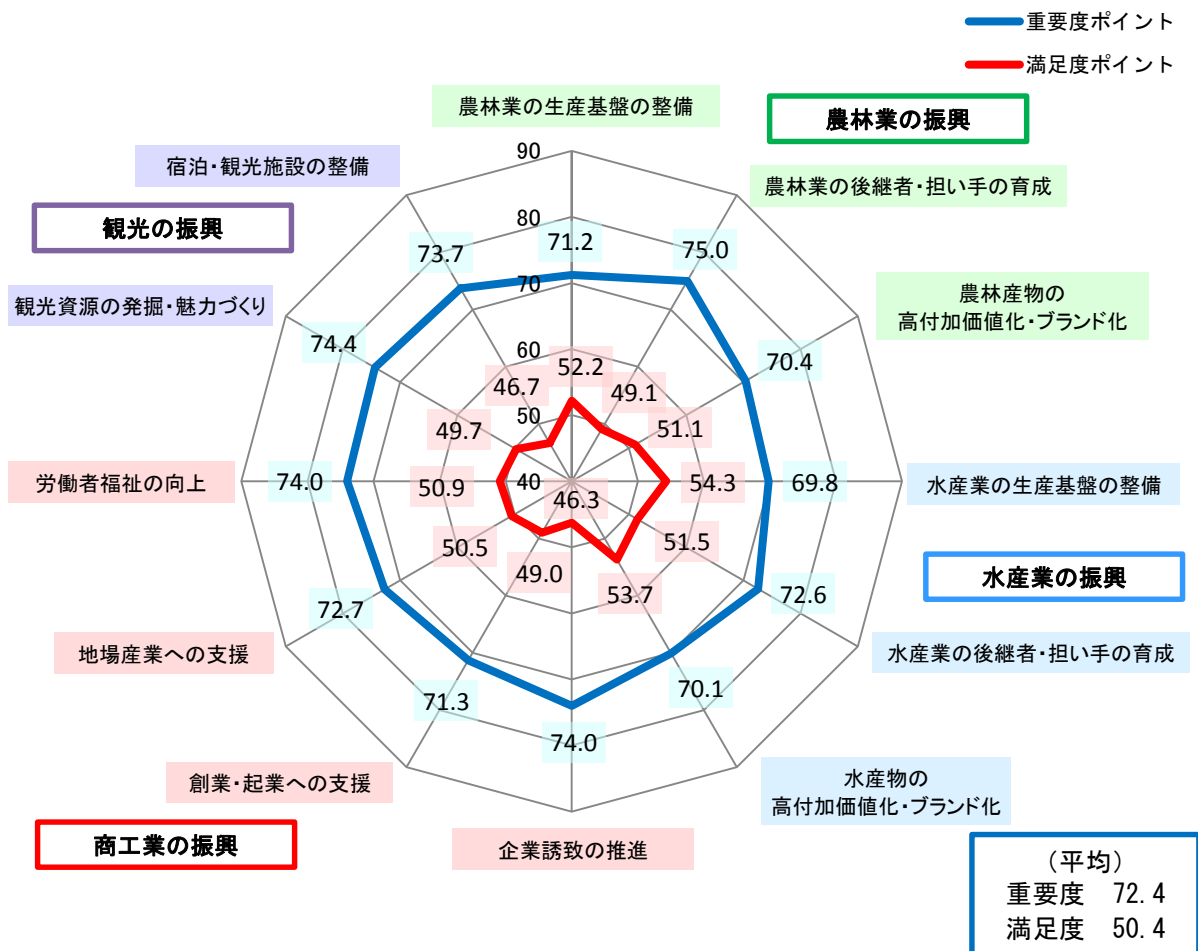 重要度ポイント
満足度ポイント
農林業の生産基盤の整備
農林業の振興
宿泊・観光施設の整備
農林業の後継者・担い手の育成
観光の振興
観光資源の発掘・魅力づくり
農林産物の
高付加価値化・ブランド化
労働者福祉の向上
水産業の生産基盤の整備
水産業の振興
地場産業への支援
水産業の後継者・担い手の育成
創業・起業への支援
水産物の
高付加価値化・ブランド化
商工業の振興
企業誘致の推進
90
80
70
60
50
40
71.2
75.0
70.4
69.8
72.6
70.1
74.0
71.3
72.7
74.0
74.4
73.7
52.2
49.1
51.1
54.3
51.5
53.7
46.3
49.0
50.5
50.9
49.7
46.7
(平均)
重要度 72.4
満足度 50.4